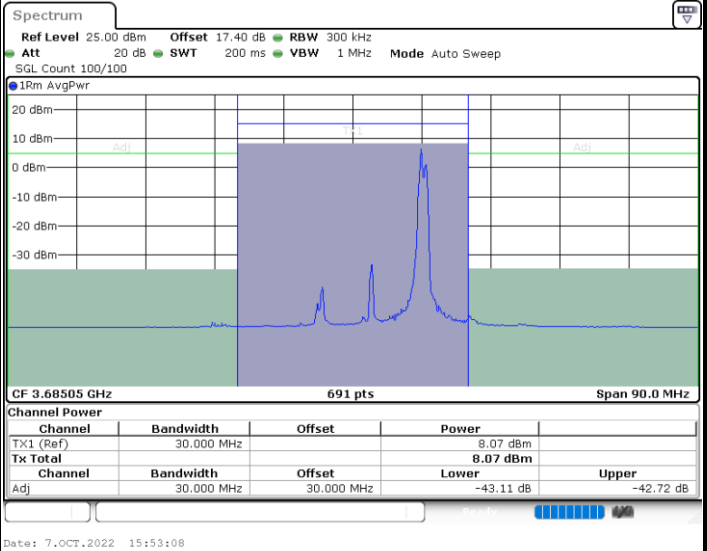 Spectrum
Ref Level 25.00 dBm Offset 17.40 dB RBW 300 kHz
Att 20 dB SWT 200 ms VBW 1 MHz Mode Auto Sweep
SGL Count 100/100
1Rm AvgPwr
20 dBm
TX1
10 dBm
Adj Adj
0 dBm
-10 dBm
-20 dBm
-30 dBm
CF 3.68505 GHz 691 pts Span 90.0 MHz
Channel Power
Channel Bandwidth Offset Power
TX1 (Ref) 30.000 MHz 8.07 dBm
Tx Total 8.07 dBm
Channel Bandwidth Offset Lower Upper
Adj 30.000 MHz 30.000 MHz -43.11 dB -42.72 dB
Ready
Date: 7.OCT.2022 15:53:08